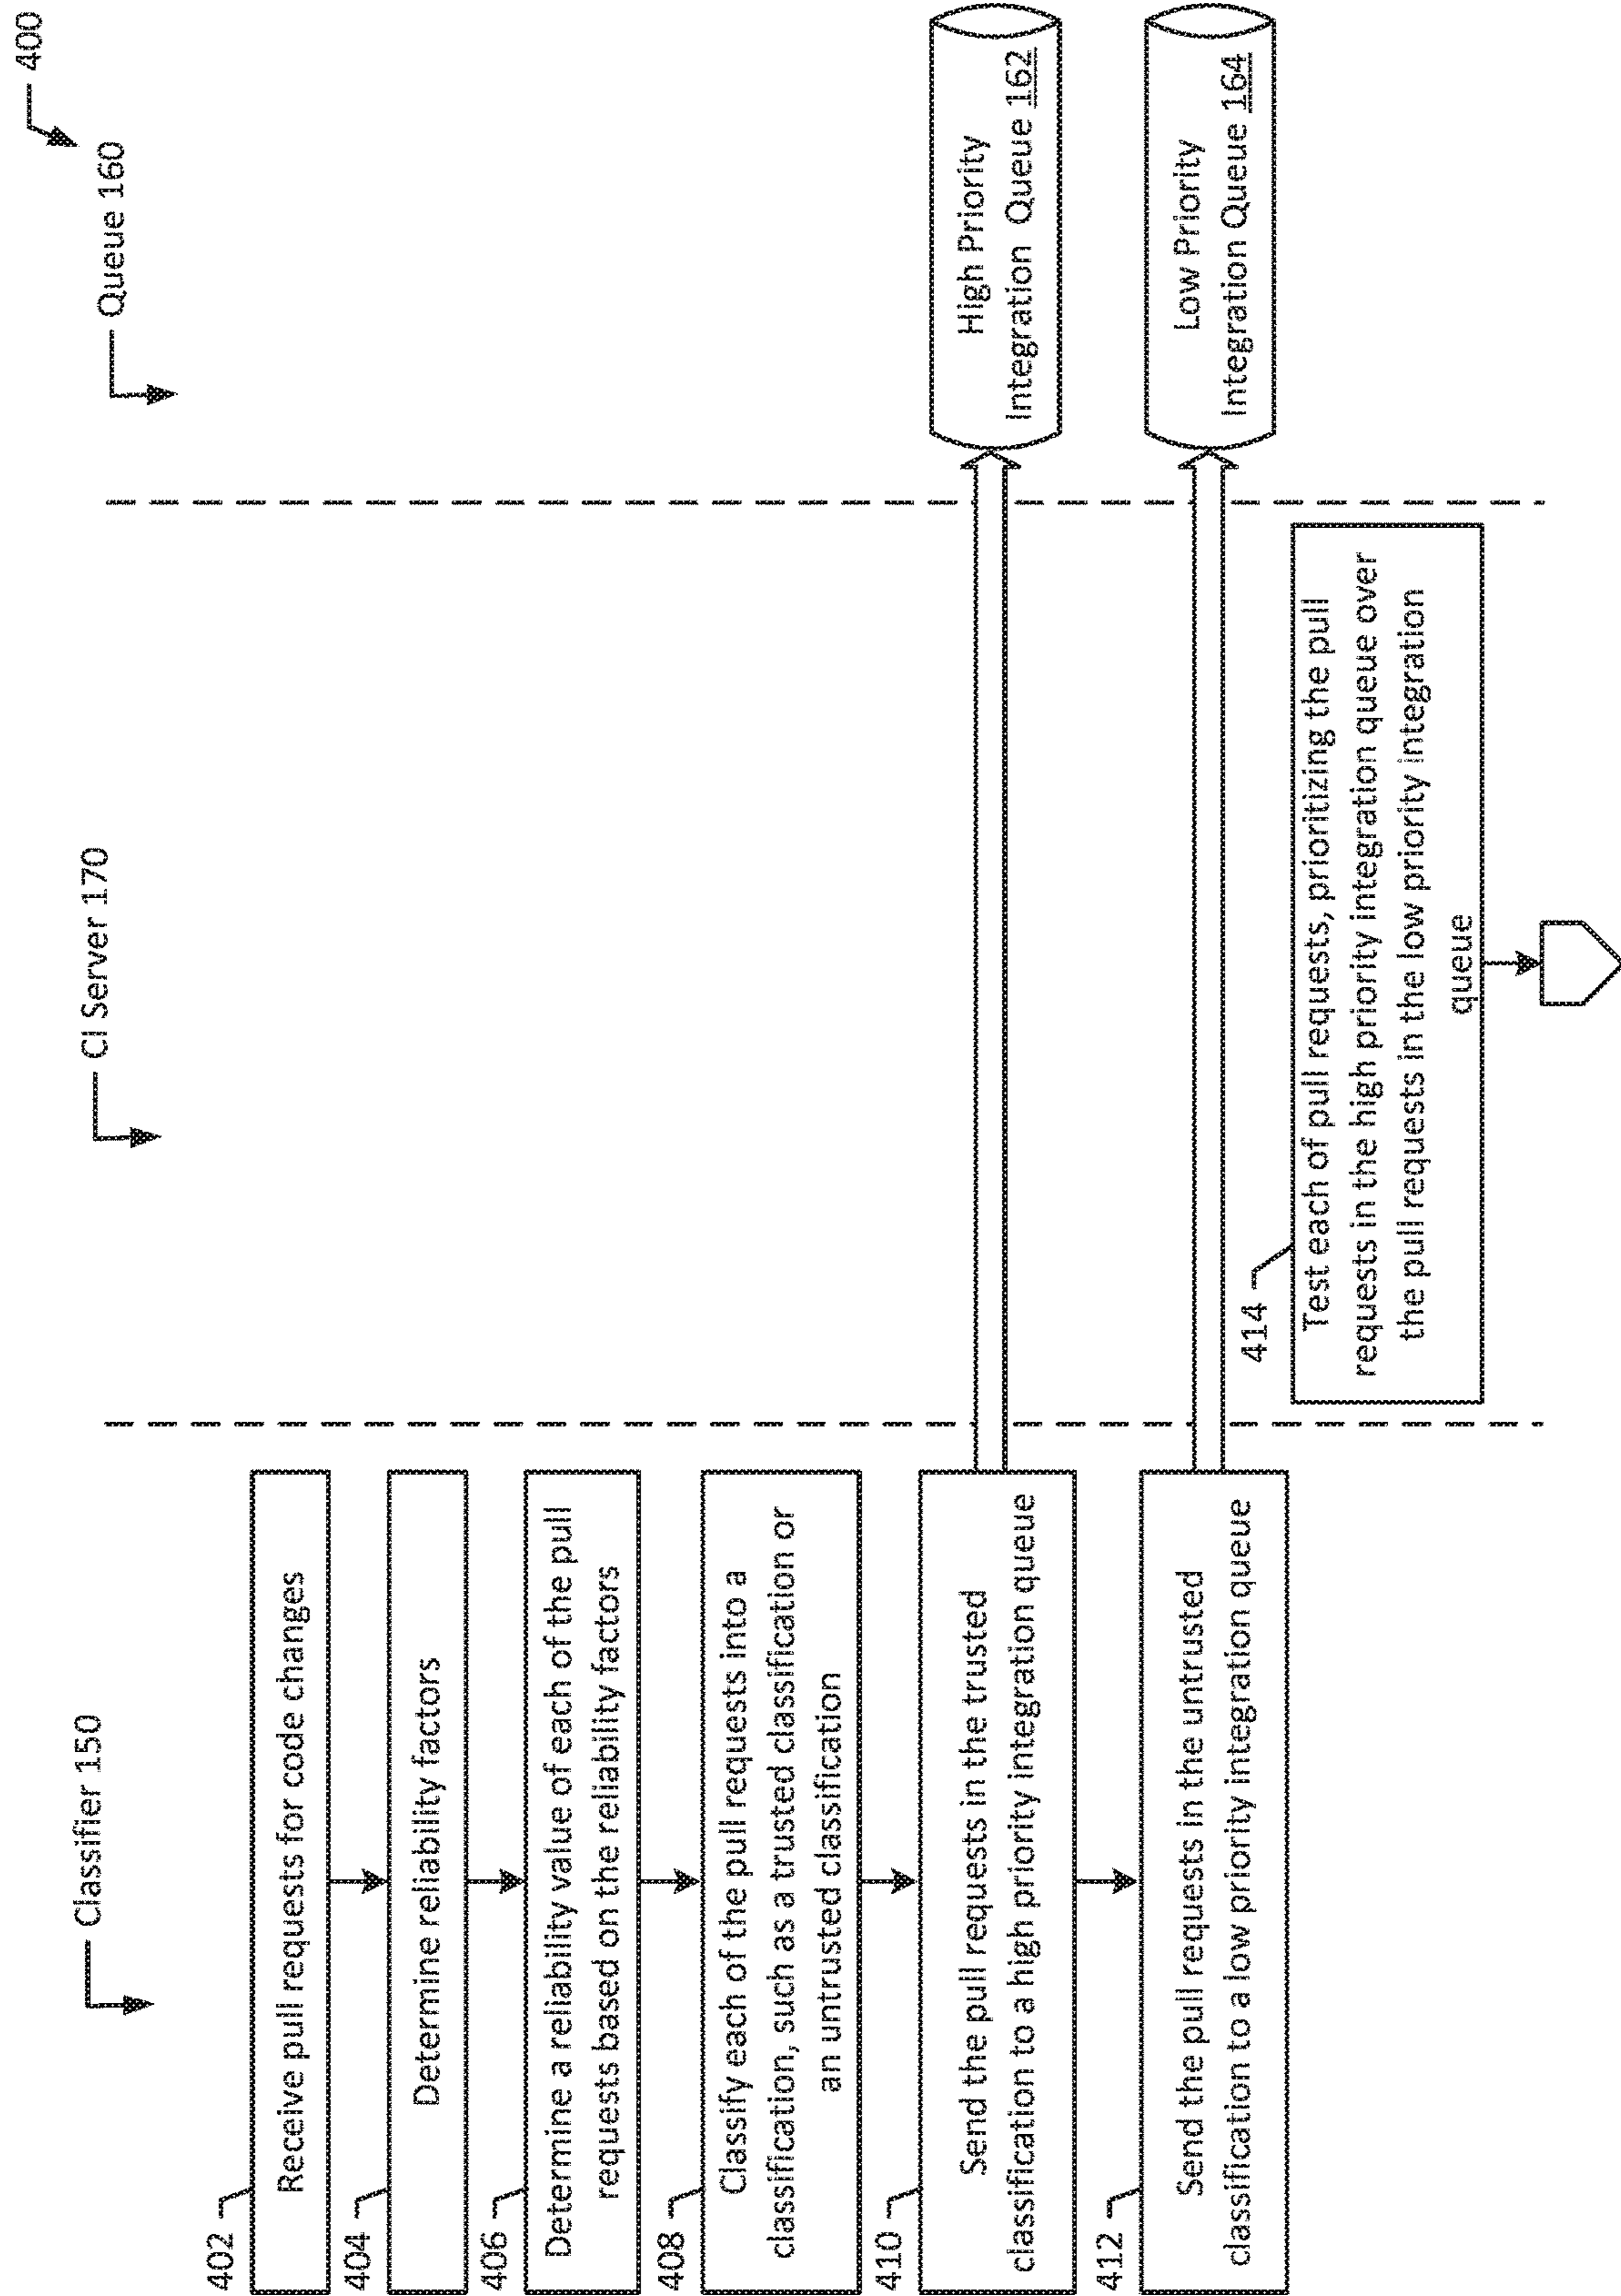 400
Classifier 150
CI Server 170
Queue 160
402
Receive pull requests for code changes
404
Determine reliability factors
406
Determine a reliability value of each of the pull
requests based on the reliability factors
408
Classify each of the pull requests into a
classification, such as a trusted classification or
an untrusted classification
410
Send the pull requests in the trusted
classification to a high priority integration queue
High Priority
Integration Queue 162
412
Send the pull requests in the untrusted
classification to a low priority integration queue
Low Priority
Integration Queue 164
414
Test each of pull requests, prioritizing the pull
requests in the high priority integration queue over
the pull requests in the low priority integration
queue